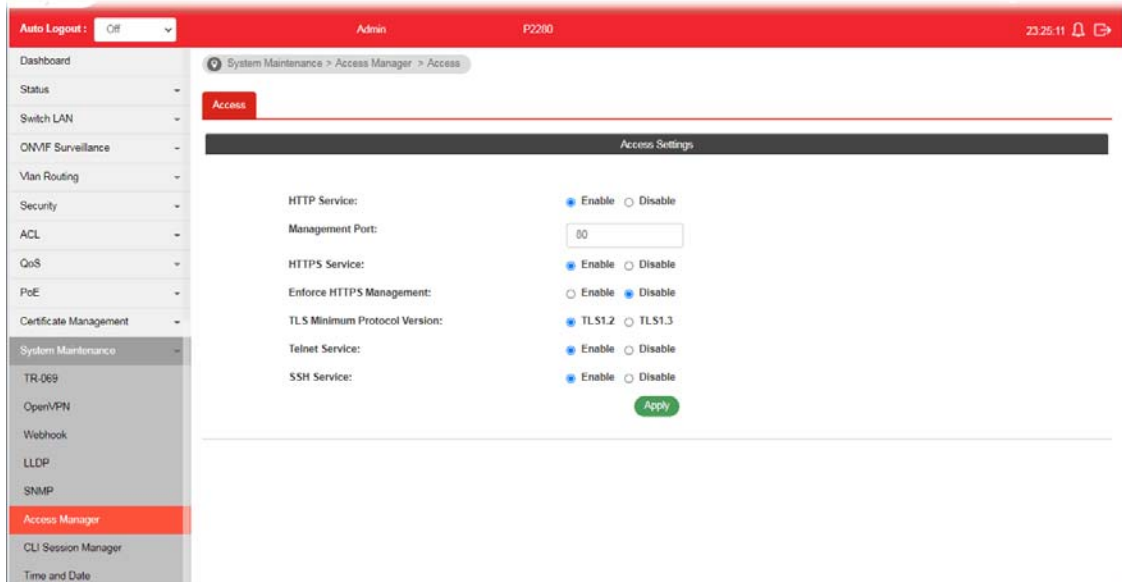 Auto Logout : Off Admin P2280 23:25:11
Dashboard
System Maintenance > Access Manager > Access
Status
Access
Switch LAN
ONVIF Surveillance
Access Settings
Vlan Routing
Security
HTTP Service: Enable Disable
ACL
Management Port: 80
QoS
HTTPS Service: Enable Disable
PoE
Enforce HTTPS Management: Enable Disable
Certificate Management
TLS Minimum Protocol Version: TLS1.2 TLS1.3
System Maintenance
Telnet Service: Enable Disable
TR-069
SSH Service: Enable Disable
OpenVPN
Apply
Webhook
LLDP
SNMP
Access Manager
CLI Session Manager
Time and Date